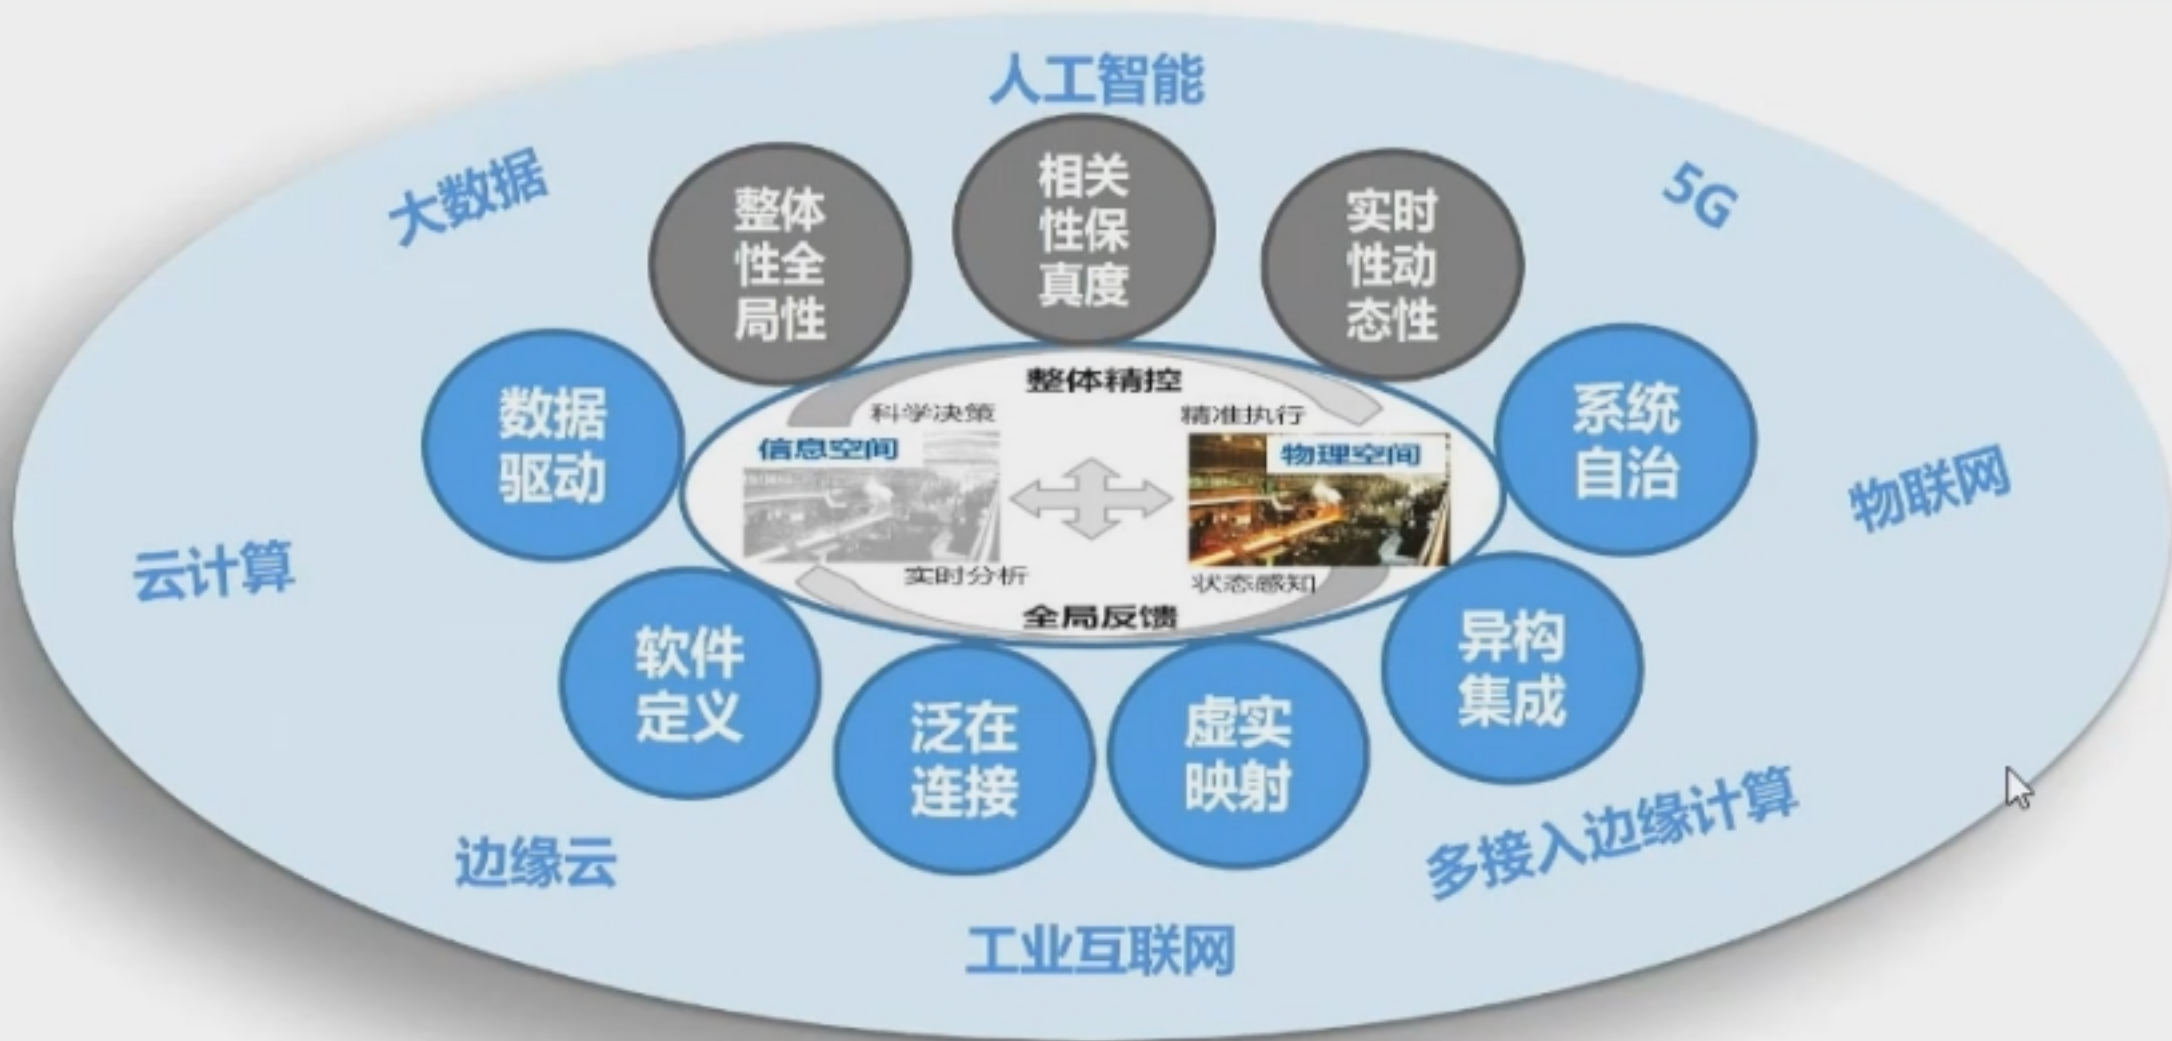 人工智能
大数据
5G
整体
性全
局性
相关
性保
真度
实时
性动
态性
数据
驱动
系统
自治
整体精控
科学决策
精准执行
信息空间
物理空间
实时分析
状态感知
全局反馈
物联网
云计算
软件
定义
泛在
连接
虚实
映射
异构
集成
边缘云
多接入边缘计算
工业互联网